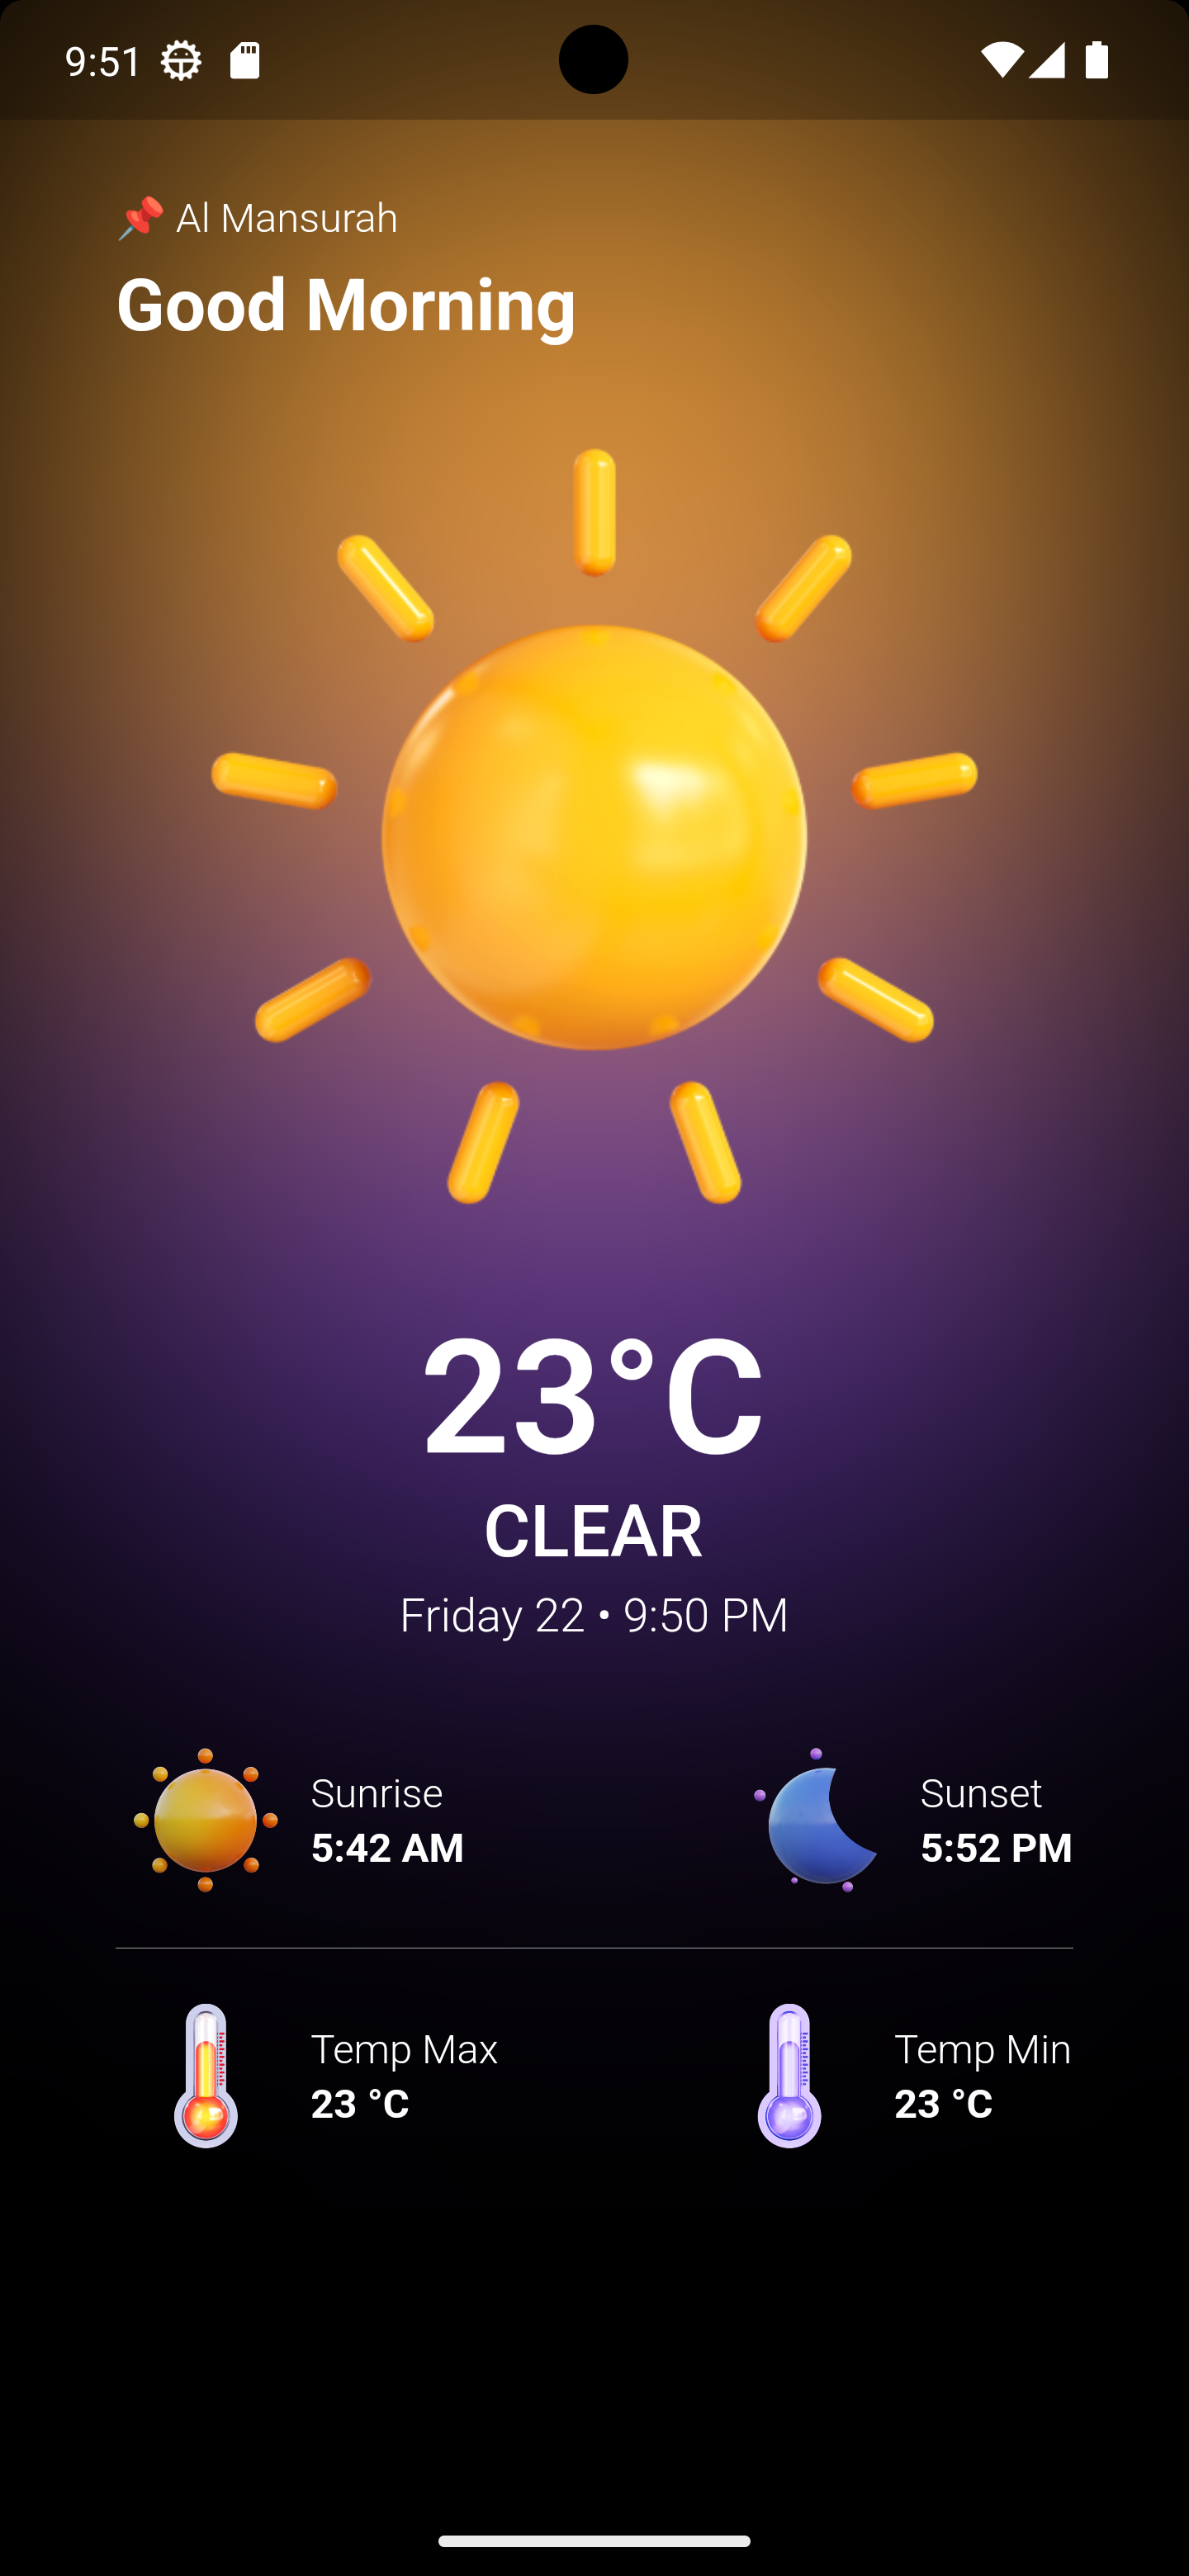 9:51
📌 Al Mansurah
Good Morning
23°C
CLEAR
Friday 22 • 9:50 PM
Sunrise
5:42 AM
Sunset
5:52 PM
Temp Max
23 °C
Temp Min
23 °C